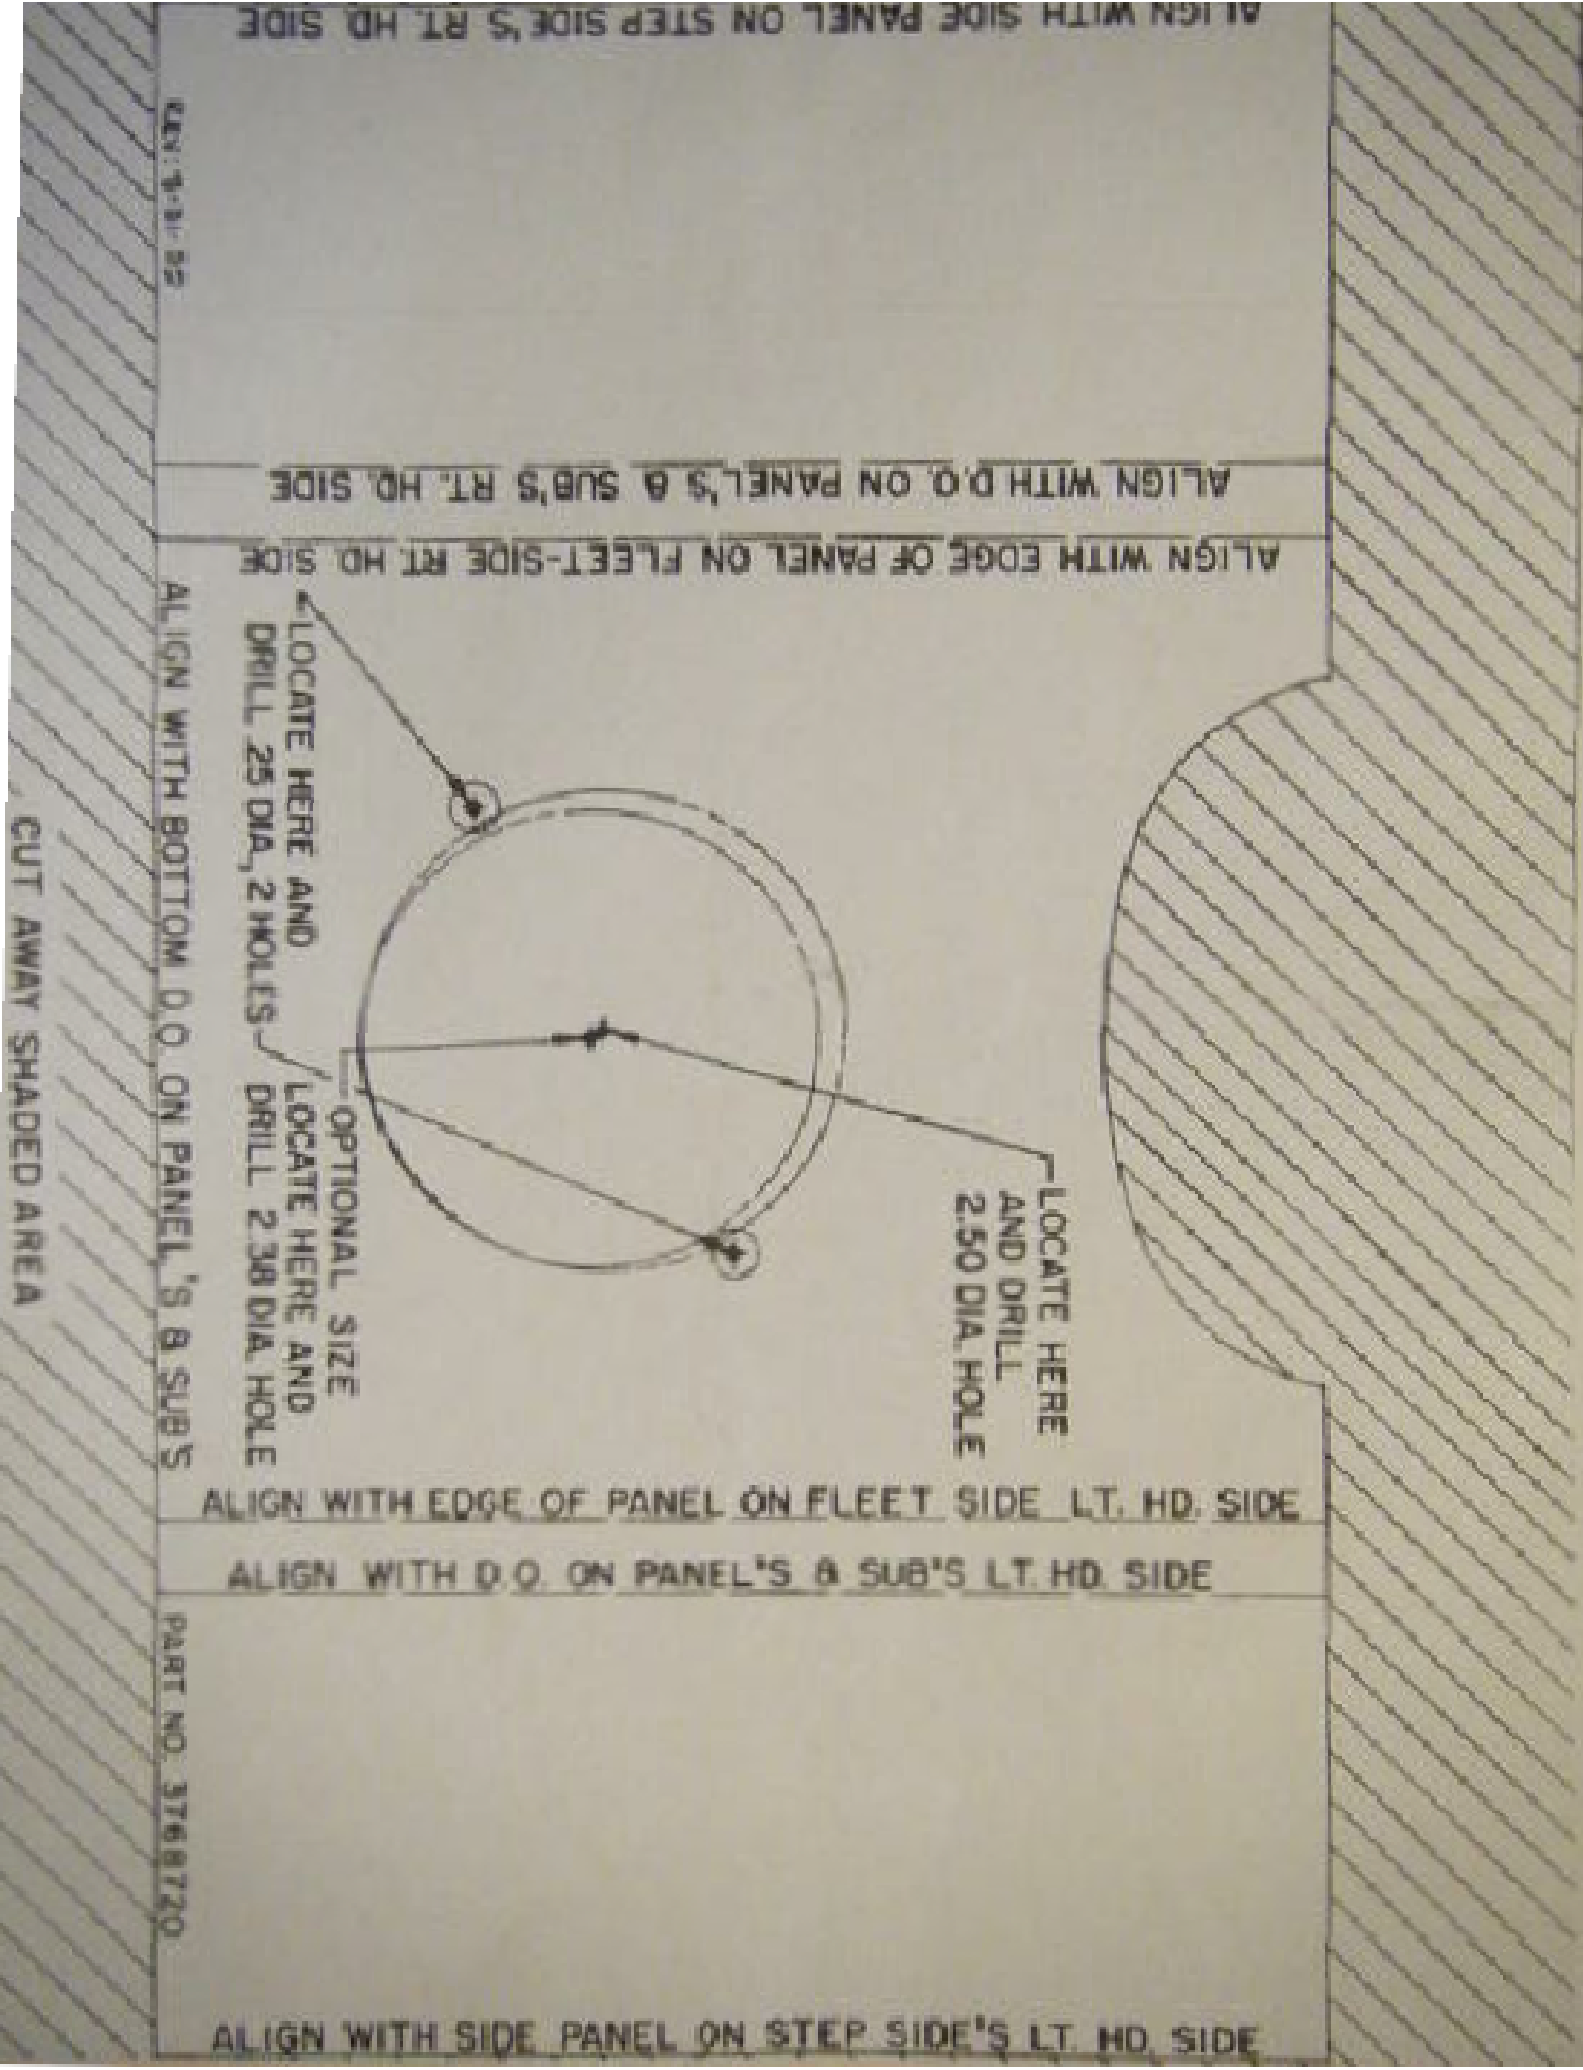 ALIGN WITH SIDE PANEL ON STEP SIDE'S RT. HD. SIDE
REV: 
ALIGN WITH D.O. ON PANEL'S & SUB'S RT. HD. SIDE
ALIGN WITH EDGE OF PANEL ON FLEET-SIDE RT. HD. SIDE
LOCATE HERE
AND DRILL
2.50 DIA. HOLE
OPTIONAL SIZE
LOCATE HERE AND
DRILL 2.38 DIA. HOLE
LOCATE HERE AND
DRILL .25 DIA., 2 HOLES
ALIGN WITH BOTTOM D.O. ON PANEL'S & SUB'S
CUT AWAY SHADED AREA
ALIGN WITH EDGE OF PANEL ON FLEET SIDE LT. HD. SIDE
ALIGN WITH D.O. ON PANEL'S & SUB'S LT. HD. SIDE
PART NO. 3768720
ALIGN WITH SIDE PANEL ON STEP SIDE'S LT. HD. SIDE